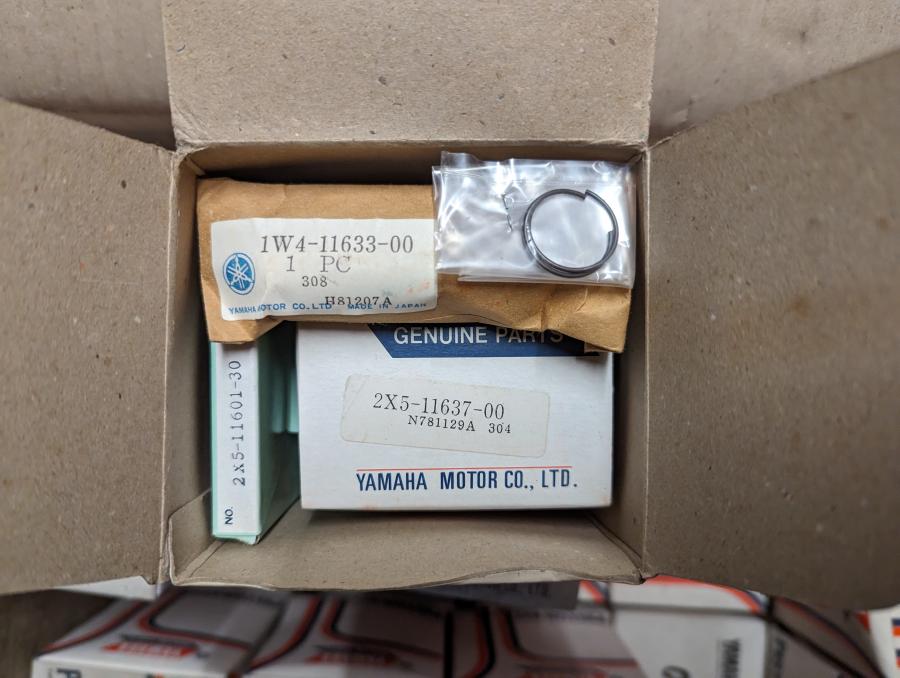 1W4-11633-00
1 PC
308
H81207A
YAMAHA MOTOR CO., LTD MADE IN JAPAN
GENUINE PARTS
2X5-11637-00
N781129A 304
YAMAHA MOTOR CO., LTD.
NO. 2X5-11601-30